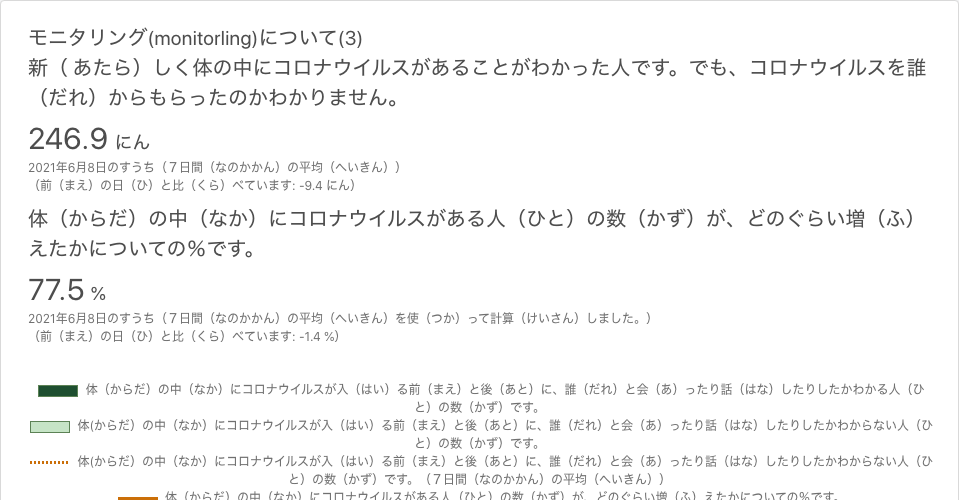 モニタリング(monitorling)について(3)
新（ あたら）しく体の中にコロナウイルスがあることがわかった人です。でも、コロナウイルスを誰
（だれ）からもらったのかわかりません。
246.9 にん
2021年6月8日のすうち（７日間（なのかかん）の平均（へいきん））
（前（まえ）の日（ひ）と比（くら）べています: -9.4 にん）
体（からだ）の中（なか）にコロナウイルスがある人（ひと）の数（かず）が、どのぐらい増（ふ）
えたかについての％です。
77.5 %
2021年6月8日のすうち（７日間（なのかかん）の平均（へいきん）を使（つか）って計算（けいさん）しました。）
（前（まえ）の日（ひ）と比（くら）べています: -1.4 %）
体（からだ）の中（なか）にコロナウイルスが入（はい）る前（まえ）と後（あと）に、誰（だれ）と会（あ）ったり話（はな）したりしたかわかる人（ひ
と）の数（かず）です。
体(からだ）の中（なか）にコロナウイルスが入（はい）る前（まえ）と後（あと）に、誰（だれ）と会（あ）ったり話（はな）したりしたかわからない人（ひ
と）の数（かず）です。
体(からだ）の中（なか）にコロナウイルスが入（はい）る前（まえ）と後（あと）に、誰（だれ）と会（あ）ったり話（はな）したりしたかわからない人（ひ
と）の数（かず）です。（７日間（なのかかん）の平均（へいきん））
体（からだ）の中（なか）にコロナウイルスがある人（ひと）の数（かず）が、どのぐらい増（ふ）えたかについての％です。